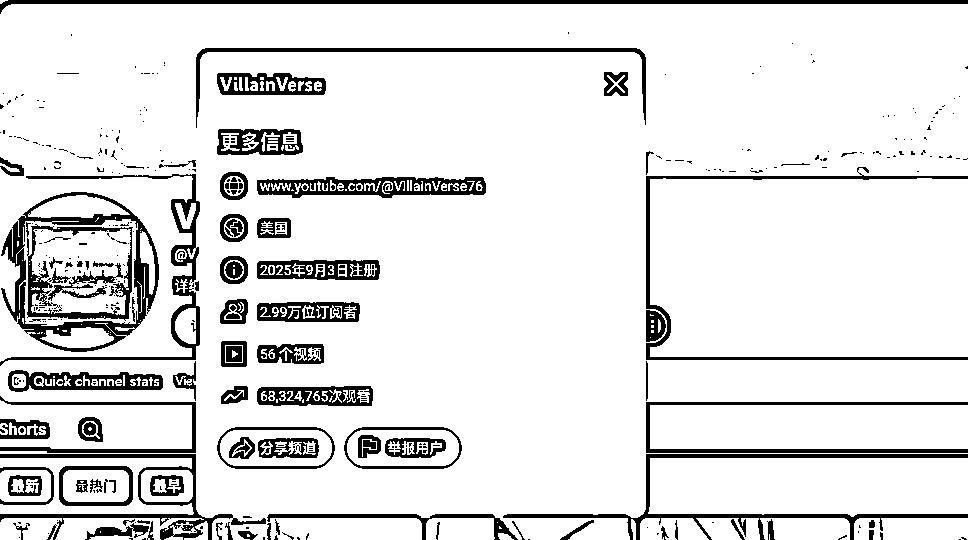 VillainVerse
更多信息
www.youtube.com/@VillainVerse76
美国
2025年9月3日注册
2.99万位订阅者
56 个视频
68,324,765次观看
分享频道
举报用户
V
@V
详细
Quick channel stats
View
Shorts
最新
最热门
最早